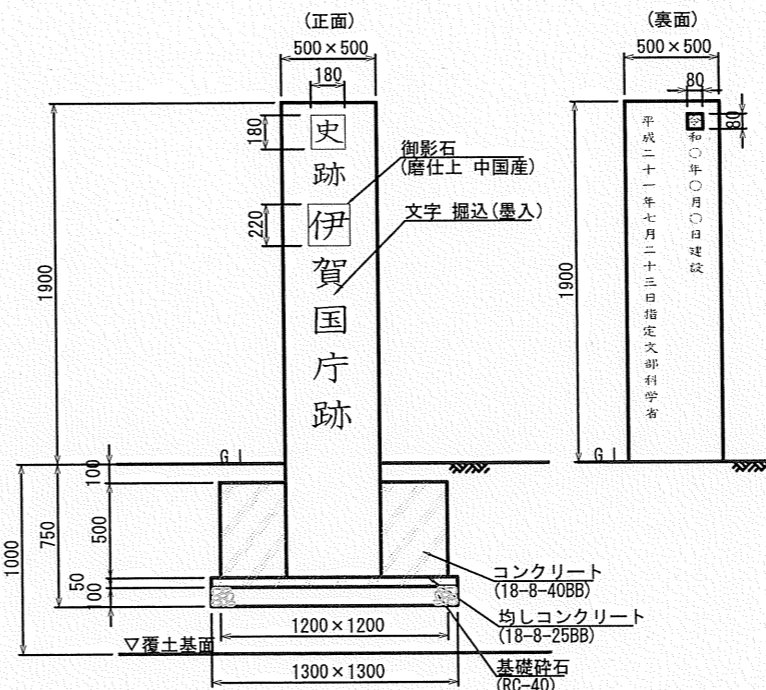 (正面)
500×500
180
180
220
1900
史跡伊賀国庁跡
御影石
(磨仕上 中国産)
文字 掘込(墨入)
G L
100
500
50
100
750
1000
コンクリート
(18-8-40BB)
均しコンクリート
(18-8-25BB)
基礎砕石
(RC-40)
1200×1200
▽覆土基面
1300×1300
(裏面)
500×500
80
80
1900
令和〇年〇月〇日建設
平成二十一年七月二十三日指定文部科学省
G L